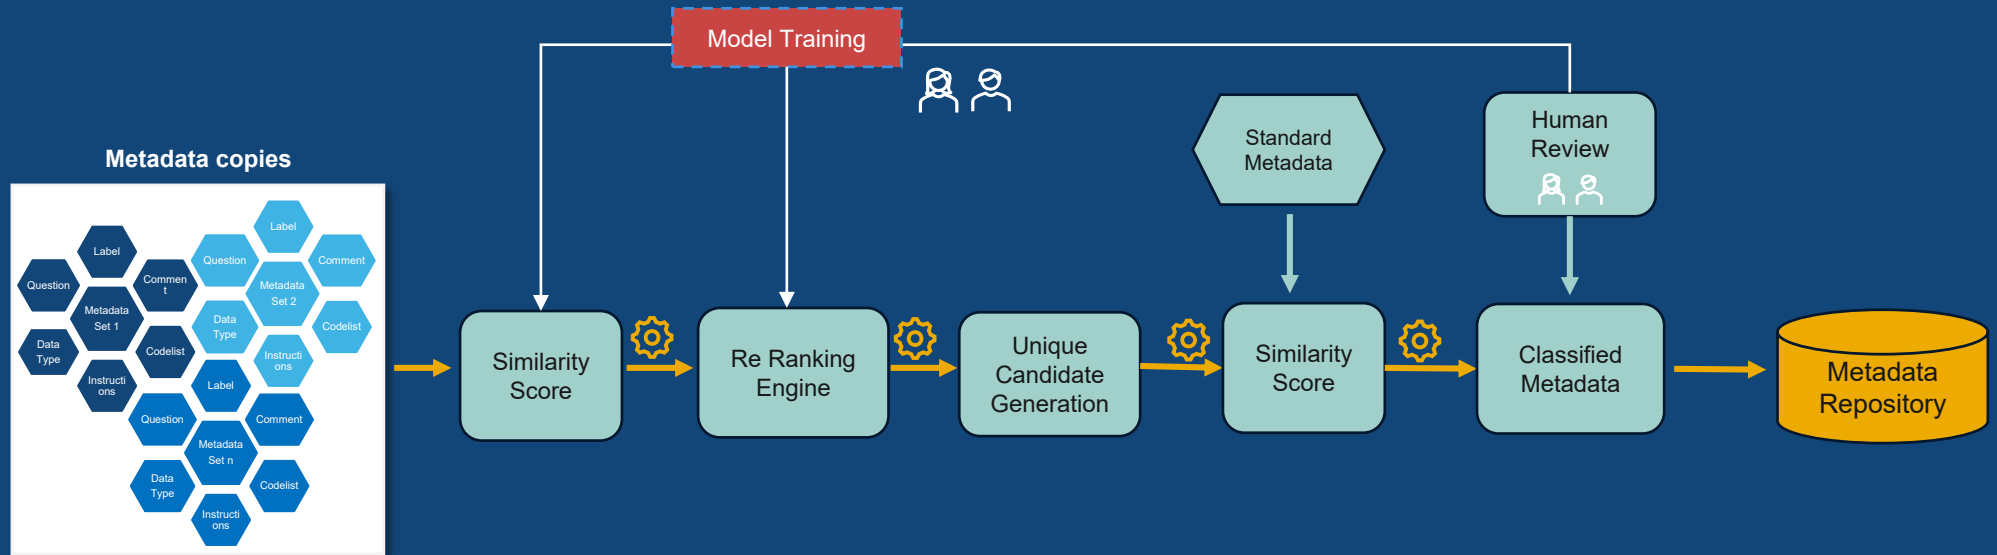 Model Training
Metadata copies
Label
Question
Commen
t
Metadata
Set 1
Data
Type
Codelist
Instructi
ons
Label
Question
Comment
Metadata
Set 2
Data
Type
Codelist
Instructi
ons
Label
Question
Comment
Metadata
Set n
Data
Type
Codelist
Instructi
ons
Similarity
Score
Re Ranking
Engine
Unique
Candidate
Generation
Standard
Metadata
Similarity
Score
Human
Review
Classified
Metadata
Metadata
Repository